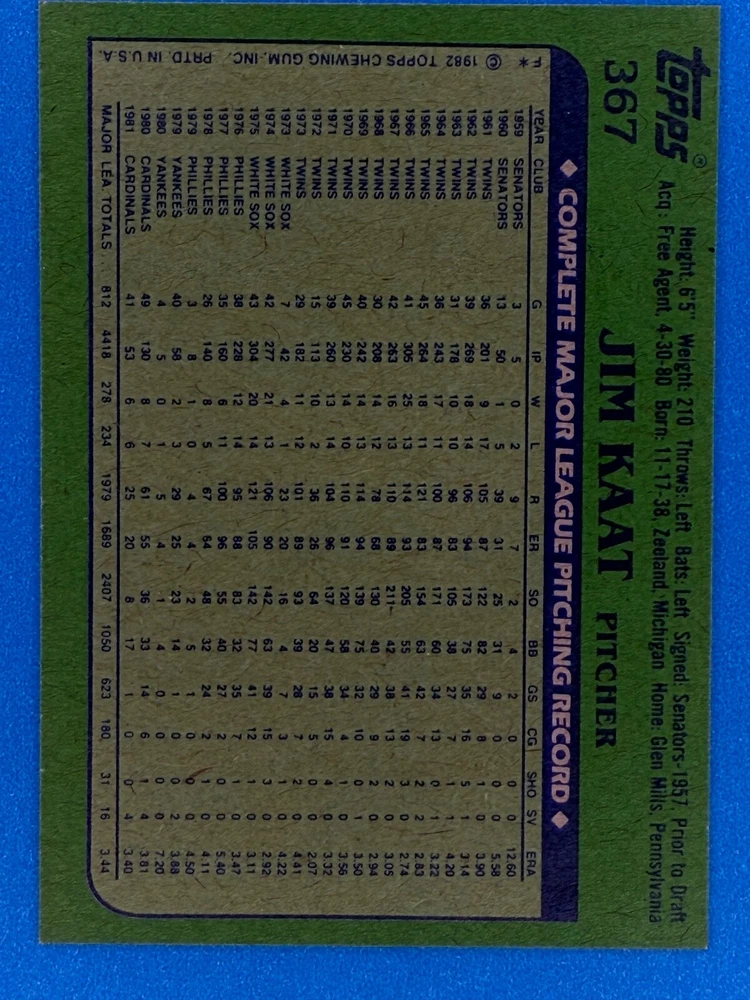 topps®
367
JIM KAAT PITCHER
Height: 6'5" Weight: 210 Throws: Left Bats: Left Signed: Senators-1957, Prior to Draft
Acq: Free Agent, 4-30-80 Born: 11-17-38, Zeeland, Michigan Home: Glen Mills, Pennsylvania
◆ COMPLETE MAJOR LEAGUE PITCHING RECORD ◆
YEAR CLUB G IP W L R ER SO BB GS CG SHO SV ERA
1959 SENATORS 3 5 0 2 9 7 2 4 2 0 0 0 12.60
1960 SENATORS 13 50 1 5 39 31 25 31 9 0 0 0 5.58
1961 TWINS 36 201 9 17 105 87 122 82 29 8 1 0 3.90
1962 TWINS 39 269 18 14 106 94 173 75 35 16 5 1 3.14
1963 TWINS 31 178 10 10 96 83 105 38 27 7 1 1 4.20
1964 TWINS 36 243 17 11 100 87 171 60 34 13 0 1 3.22
1965 TWINS 45 264 18 11 121 83 154 63 42 7 2 2 2.83
1966 TWINS 41 305 25 13 114 93 205 55 41 19 3 0 2.74
1967 TWINS 42 263 16 13 110 89 211 42 38 13 2 0 3.05
1968 TWINS 30 208 14 12 78 68 130 40 29 9 2 0 2.94
1969 TWINS 40 242 14 13 114 94 139 75 32 10 0 1 3.50
1970 TWINS 45 230 14 10 110 91 120 58 34 4 1 0 3.56
1971 TWINS 39 260 13 14 104 96 137 47 38 15 4 0 3.32
1972 TWINS 15 113 10 2 36 26 64 20 15 5 0 0 2.07
1973 TWINS 29 182 11 12 101 89 93 39 28 7 2 0 4.41
1973 WHITE SOX 7 42 4 1 23 20 16 4 7 3 1 0 4.22
1974 WHITE SOX 42 277 21 13 106 90 142 63 39 15 3 0 2.92
1975 WHITE SOX 43 304 20 14 121 105 142 77 41 12 1 0 3.11
1976 PHILLIES 38 228 12 14 95 88 83 32 35 7 1 0 3.47
1977 PHILLIES 35 160 6 11 100 96 55 40 27 2 0 0 5.40
1978 PHILLIES 26 140 8 5 67 64 48 32 24 2 1 0 4.11
1979 PHILLIES 3 8 1 0 4 4 2 5 1 0 0 0 4.50
1979 YANKEES 40 58 2 3 29 25 23 14 1 0 0 2 3.88
1980 YANKEES 4 5 0 1 5 4 1 4 0 0 0 0 7.20
1980 CARDINALS 49 130 8 7 61 55 36 33 14 6 1 4 3.81
1981 CARDINALS 41 53 6 6 25 20 8 17 1 0 0 4 3.40
MAJOR LEA. TOTALS... 812 4418 278 234 1979 1689 2407 1050 623 180 31 16 3.44
F* © 1982 TOPPS CHEWING GUM, INC. PRTD. IN U.S.A.